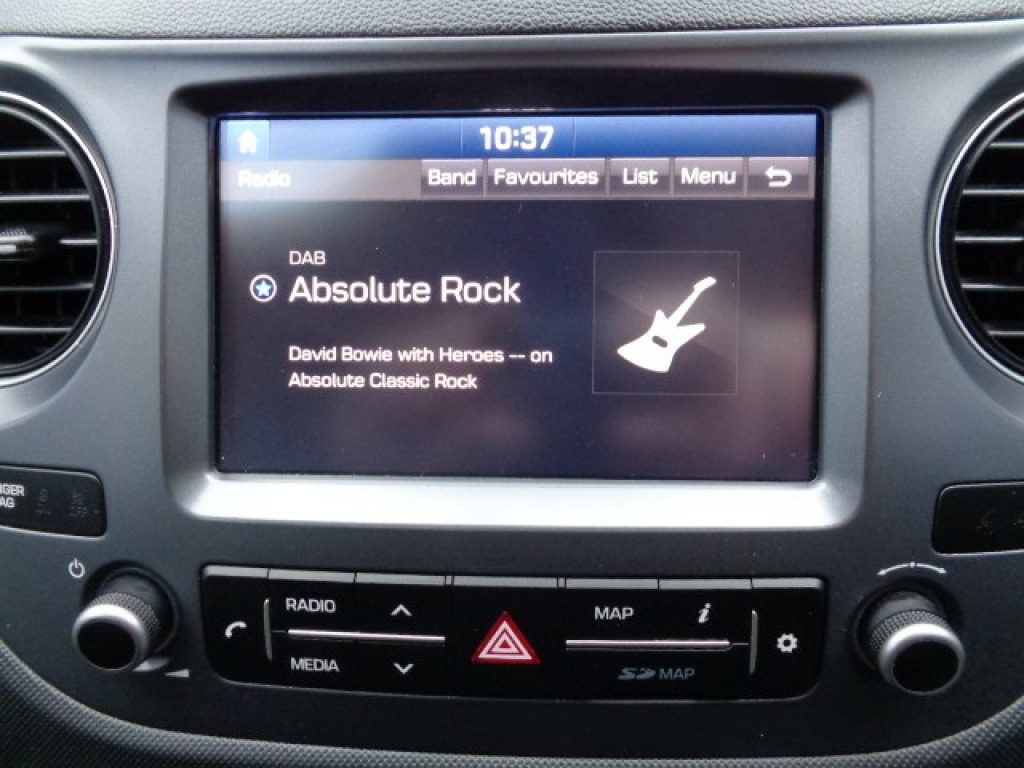 10:37
Radio Band Favourites List Menu
DAB
Absolute Rock
David Bowie with Heroes -- on
Absolute Classic Rock
RADIO MAP i
MEDIA SD MAP